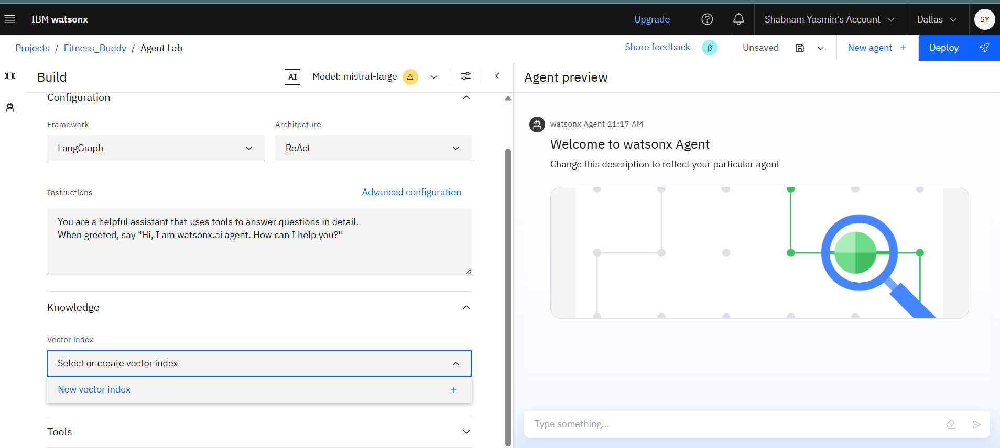 IBM watsonx
Upgrade
Shabnam Yasmin's Account
Dallas
SY
Projects / Fitness_Buddy / Agent Lab
Share feedback
β
Unsaved
New agent +
Deploy
Build
AI
Model: mistral-large
Agent preview
Configuration
Framework
Architecture
LangGraph
ReAct
Instructions
Advanced configuration
You are a helpful assistant that uses tools to answer questions in detail.
When greeted, say "Hi, I am watsonx.ai agent. How can I help you?"
Knowledge
Vector index
Select or create vector index
New vector index +
Tools
watsonx Agent 11:17 AM
Welcome to watsonx Agent
Change this description to reflect your particular agent
Type something...